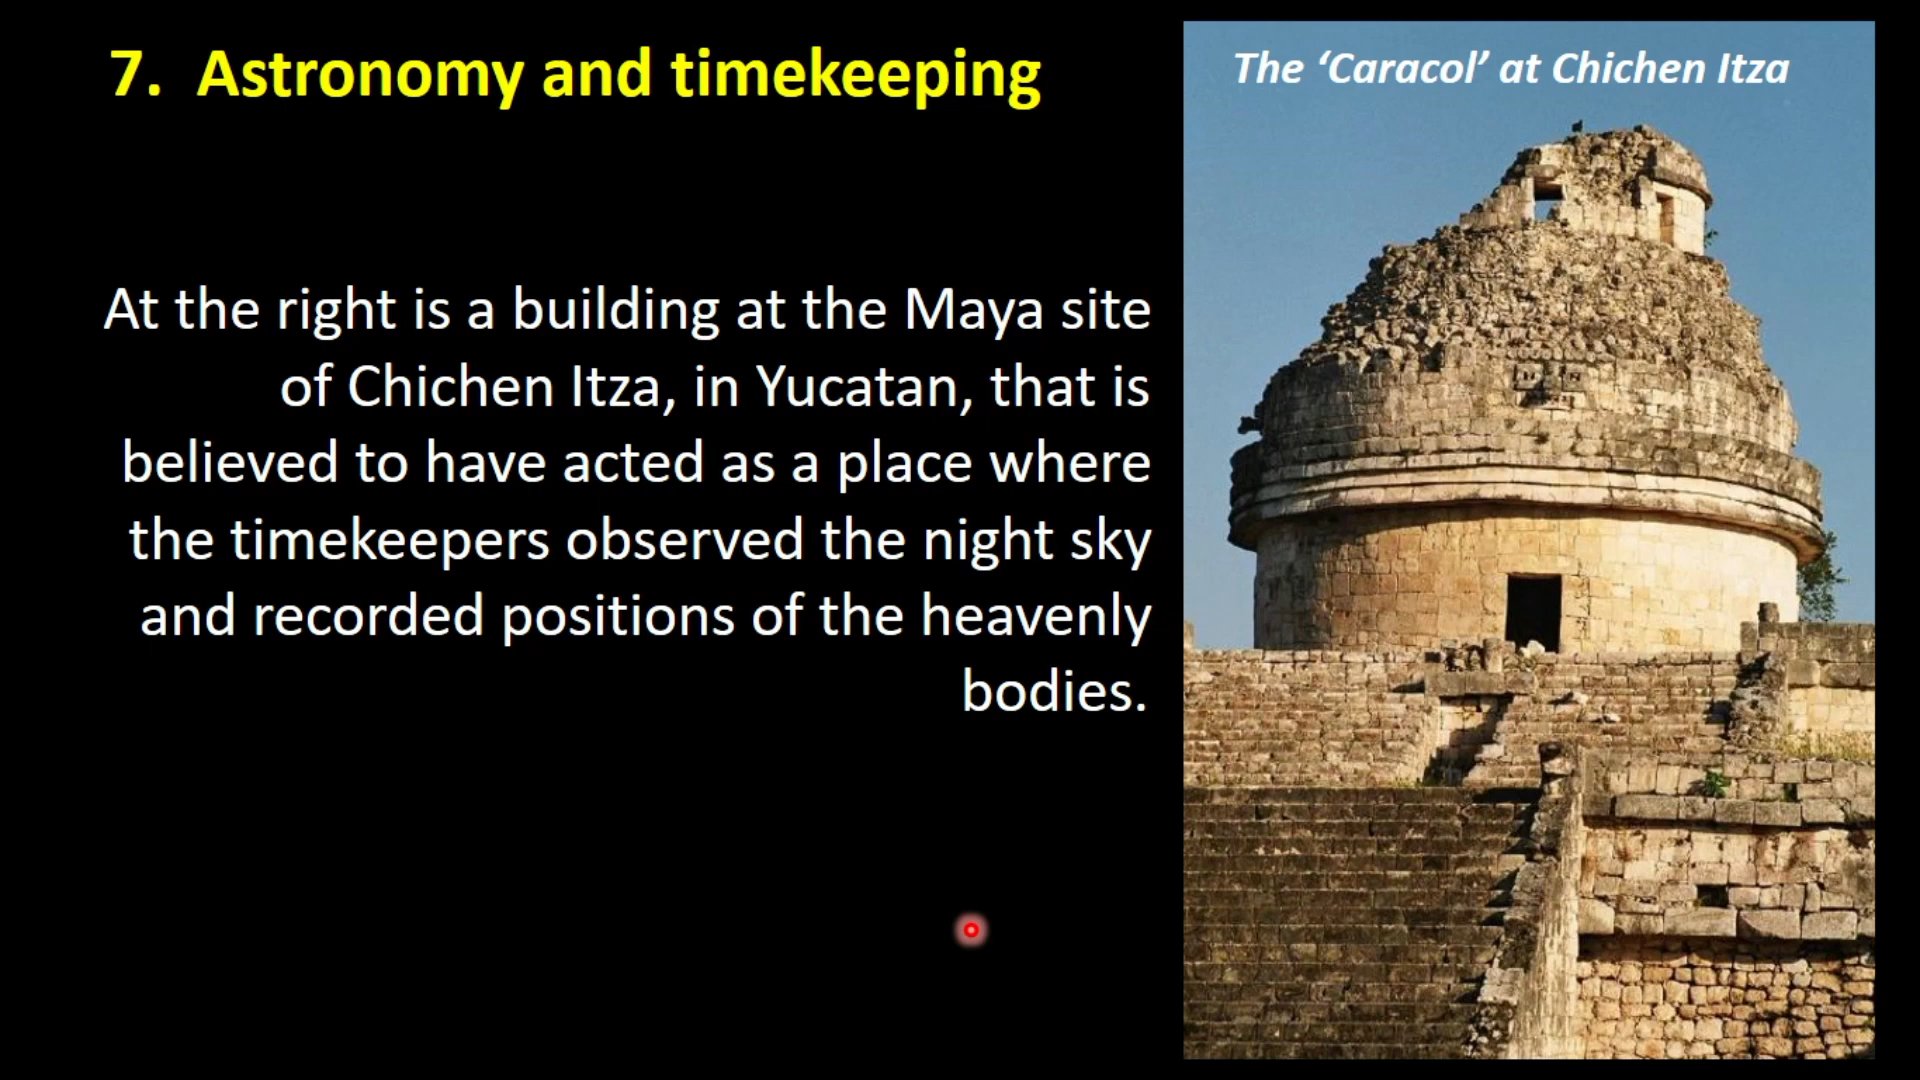 7. Astronomy and timekeeping
The ‘Caracol’ at Chichen Itza
At the right is a building at the Maya site
of Chichen Itza, in Yucatan, that is
believed to have acted as a place where
the timekeepers observed the night sky
and recorded positions of the heavenly
bodies.